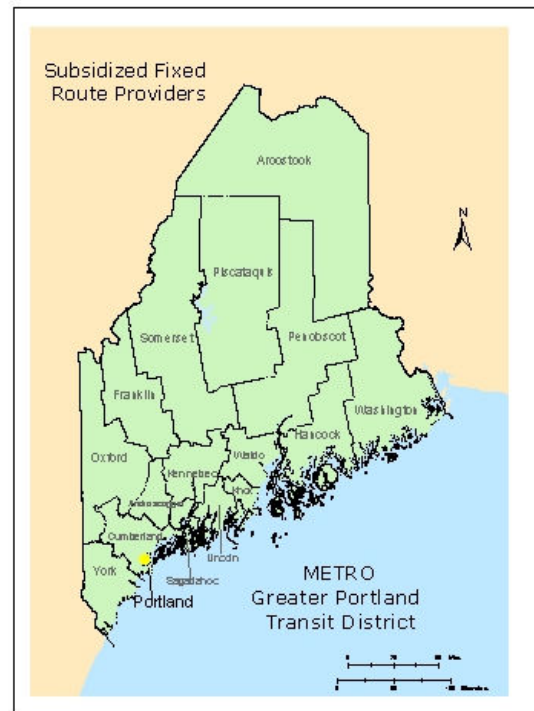 Subsidized Fixed
Route Providers
Aroostook
N
Piscataquis
Somerset
Penobscot
Franklin
Washington
Hancock
Oxford
Waldo
Kennebec
Knox
Androscoggin
Cumberland
Lincoln
York
Sagadahoc
Portland
METRO
Greater Portland
Transit District